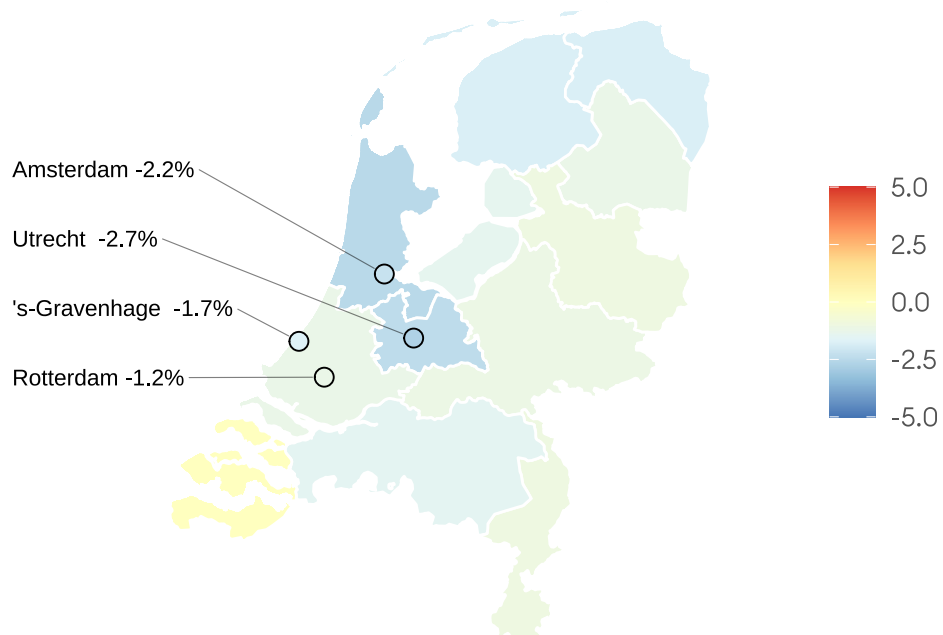 Amsterdam -2.2%
Utrecht -2.7%
's-Gravenhage -1.7%
Rotterdam -1.2%
5.0
2.5
0.0
-2.5
-5.0